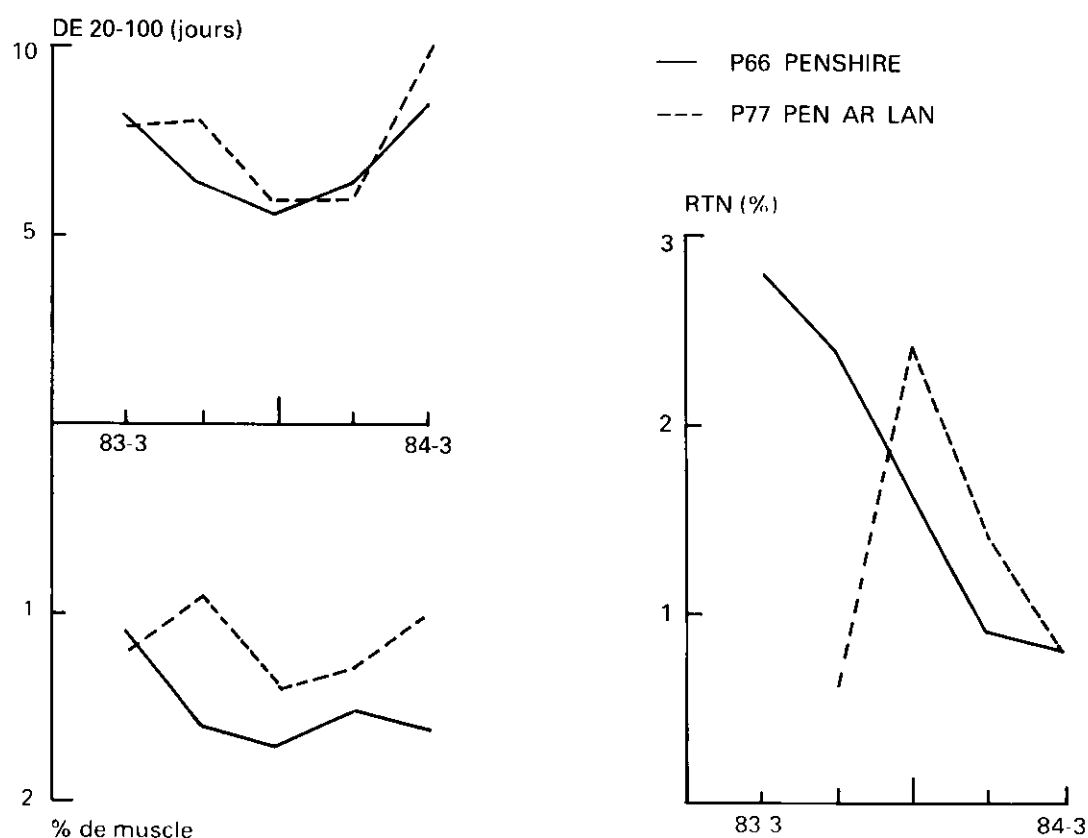 DE 20-100 (jours)
10
5
83-3 84-3
1
2
% de muscle
P66 PENSHIRE
P77 PEN AR LAN
RTN (%)
3
2
1
83 3 84-3